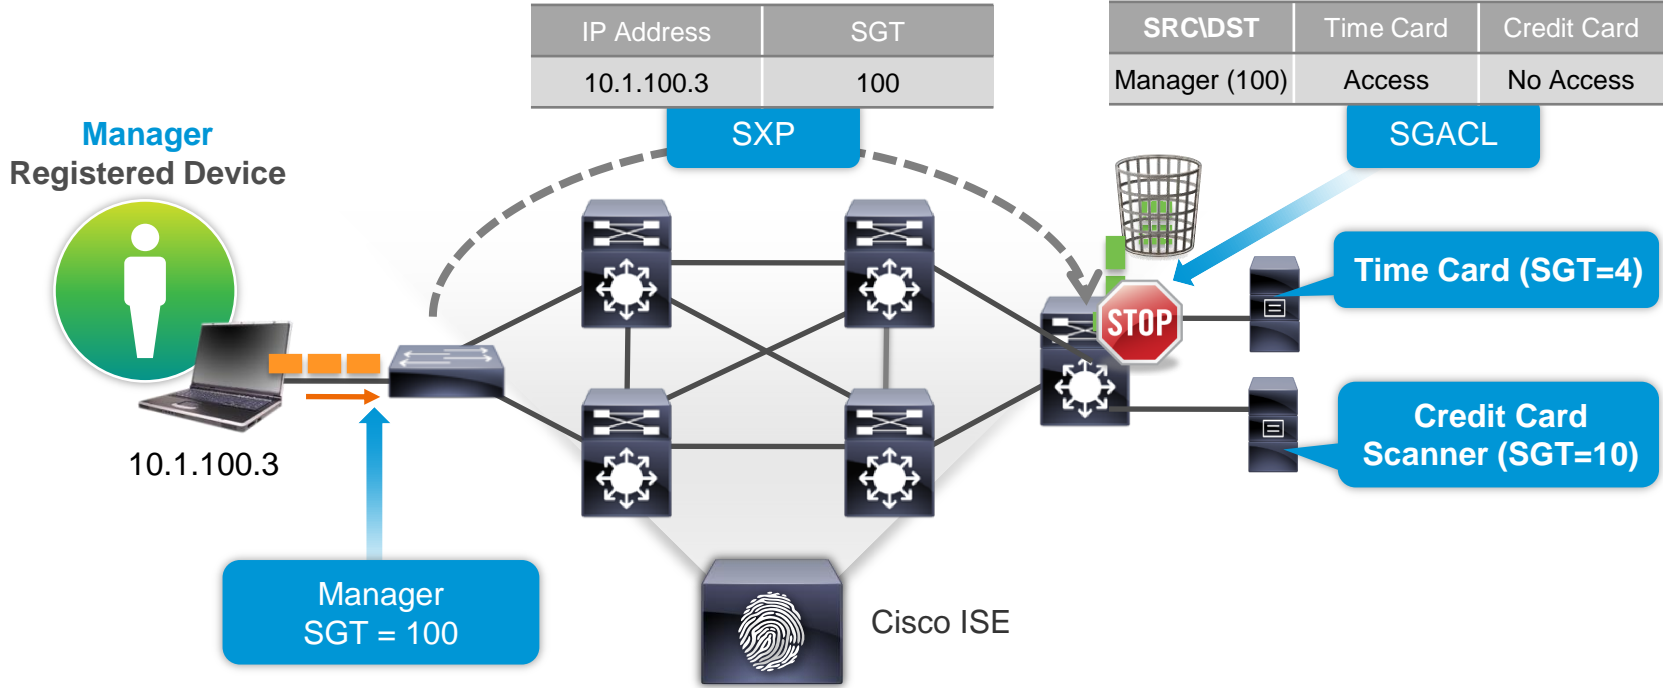 IP Address SGT
10.1.100.3 100
SXP
SRC\DST Time Card Credit Card
Manager (100) Access No Access
SGACL
Manager
Registered Device
10.1.100.3
STOP
Time Card (SGT=4)
Credit Card
Scanner (SGT=10)
Manager
SGT = 100
Cisco ISE